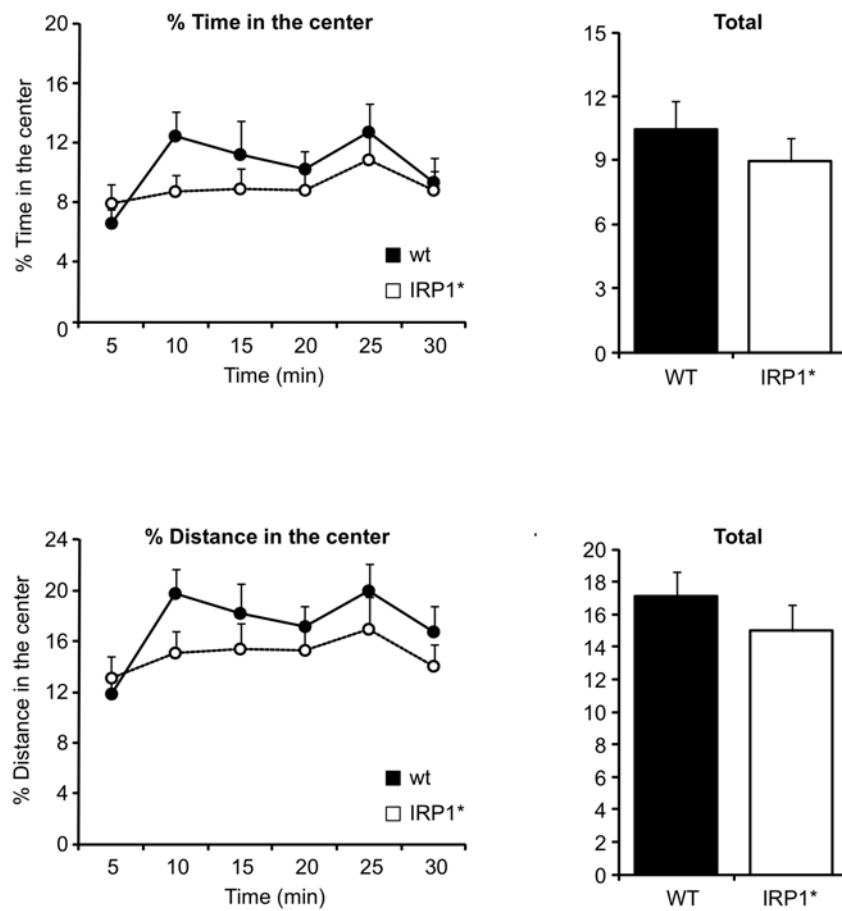 % Time in the center
% Time in the center
20
16
12
8
4
0
wt
IRP1*
5 10 15 20 25 30
Time (min)
Total
15
12
9
6
3
0
WT IRP1*
% Distance in the center
% Distance in the center
24
20
16
12
8
4
0
wt
IRP1*
5 10 15 20 25 30
Time (min)
Total
20
18
16
14
12
10
8
6
4
2
0
WT IRP1*